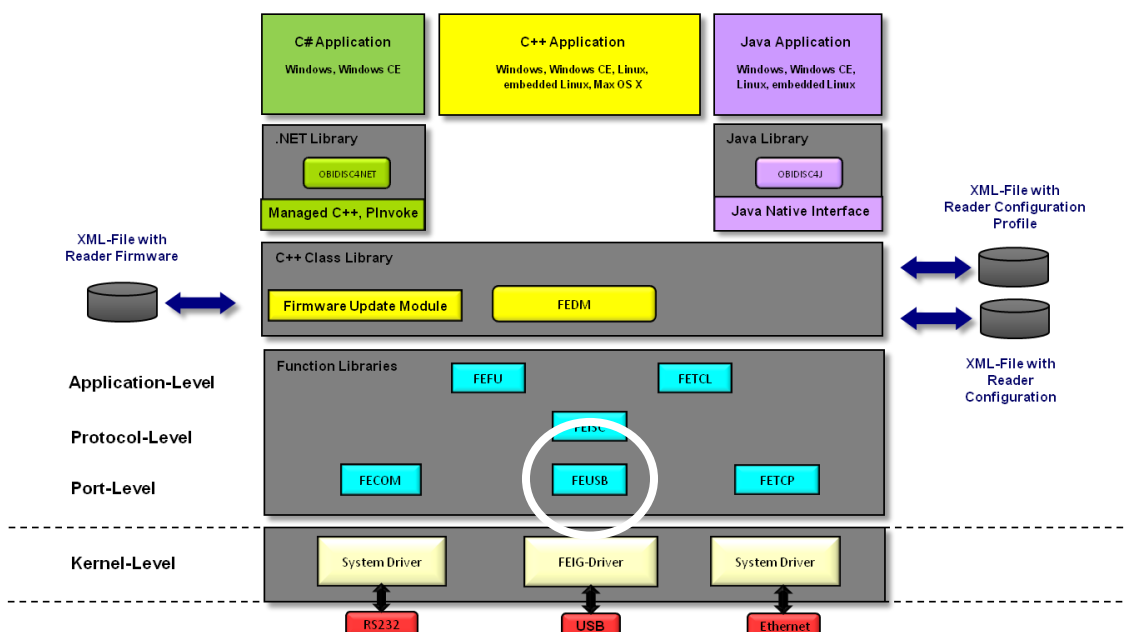 C# Application
Windows, Windows CE
C++ Application
Windows, Windows CE, Linux,
embedded Linux, Max OS X
Java Application
Windows, Windows CE,
Linux, embedded Linux
.NET Library
OBIDISC4NET
Managed C++, PInvoke
Java Library
OBIDISC4J
Java Native Interface
XML-File with
Reader Firmware
XML-File with
Reader Configuration
Profile
C++ Class Library
Firmware Update Module
FEDM
XML-File with
Reader
Configuration
Function Libraries
Application-Level
FEFU
FETCL
Protocol-Level
FEISC
Port-Level
FECOM
FEUSB
FETCP
Kernel-Level
System Driver
FEIG-Driver
System Driver
RS232
USB
Ethernet